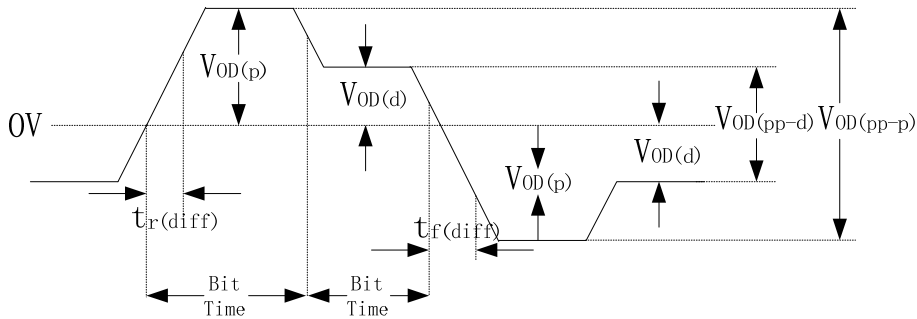 VOD(p)
VOD(d)
0V
VOD(pp-d)
VOD(pp-p)
VOD(d)
VOD(p)
tr(diff)
tf(diff)
Bit
Time
Bit
Time